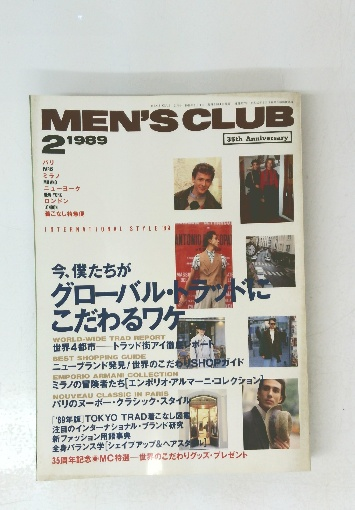 MEN'S CLUB
2 1989
35th Anniversary
パリ
PARIS
ミラノ
MILANO
ニューヨーク
NEW YORK
ロンドン
LONDON
着こなし特急便
INTERNATIONAL STYLE '89
今、僕たちが
グローバル・トラッドに
こだわるワケ
WORLD-WIDE TRAD REPORT
世界4都市──トラッド街アイ徹底レポート
BEST SHOPPING GUIDE
ニューブランド発見/世界のこだわりSHOPガイド
EMPORIO ARMANI COLLECTION
ミラノの冒険者たち[エンポリオ・アルマーニ・コレクション]
NOUVEAU CLASSIC IN PARIS
パリのヌーボー・クラシック・スタイル
「'89年版」TOKYO TRAD着こなし図鑑
注目のインターナショナル・ブランド研究
新ファッション用語事典
全身バランス学[シェイプアップ&ヘアスタイル]
35周年記念●MC特選──世界のこだわりグッズ・プレゼント